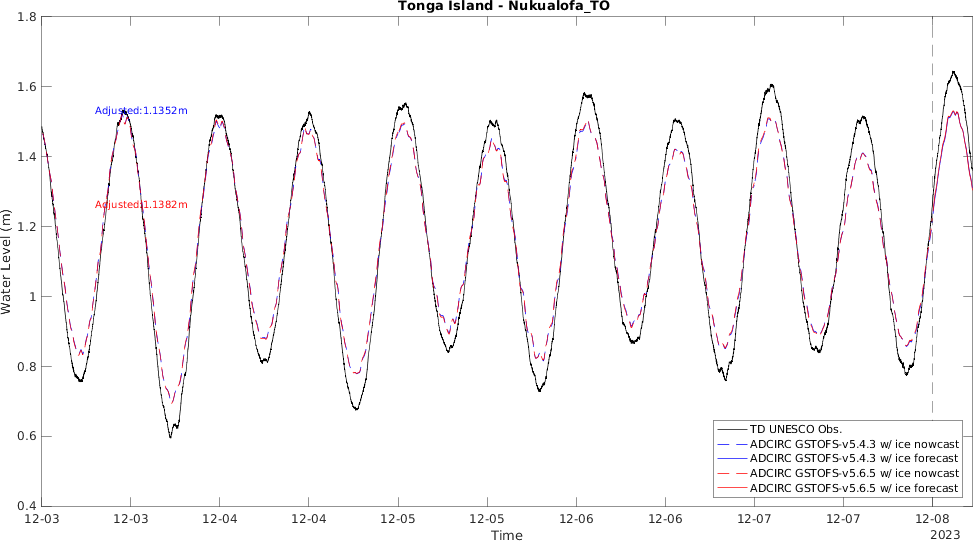 Tonga Island - Nukualofa_TO
1.8
1.6
1.4
1.2
1
0.8
0.6
0.4
Water Level (m)
Adjusted:1.1352m
Adjusted:1.1382m
TD UNESCO Obs.
ADCIRC GSTOFS-v5.4.3 w/ ice nowcast
ADCIRC GSTOFS-v5.4.3 w/ ice forecast
ADCIRC GSTOFS-v5.6.5 w/ ice nowcast
ADCIRC GSTOFS-v5.6.5 w/ ice forecast
12-03 12-03 12-04 12-04 12-05 12-05 12-06 12-06 12-07 12-07 12-08
Time
2023